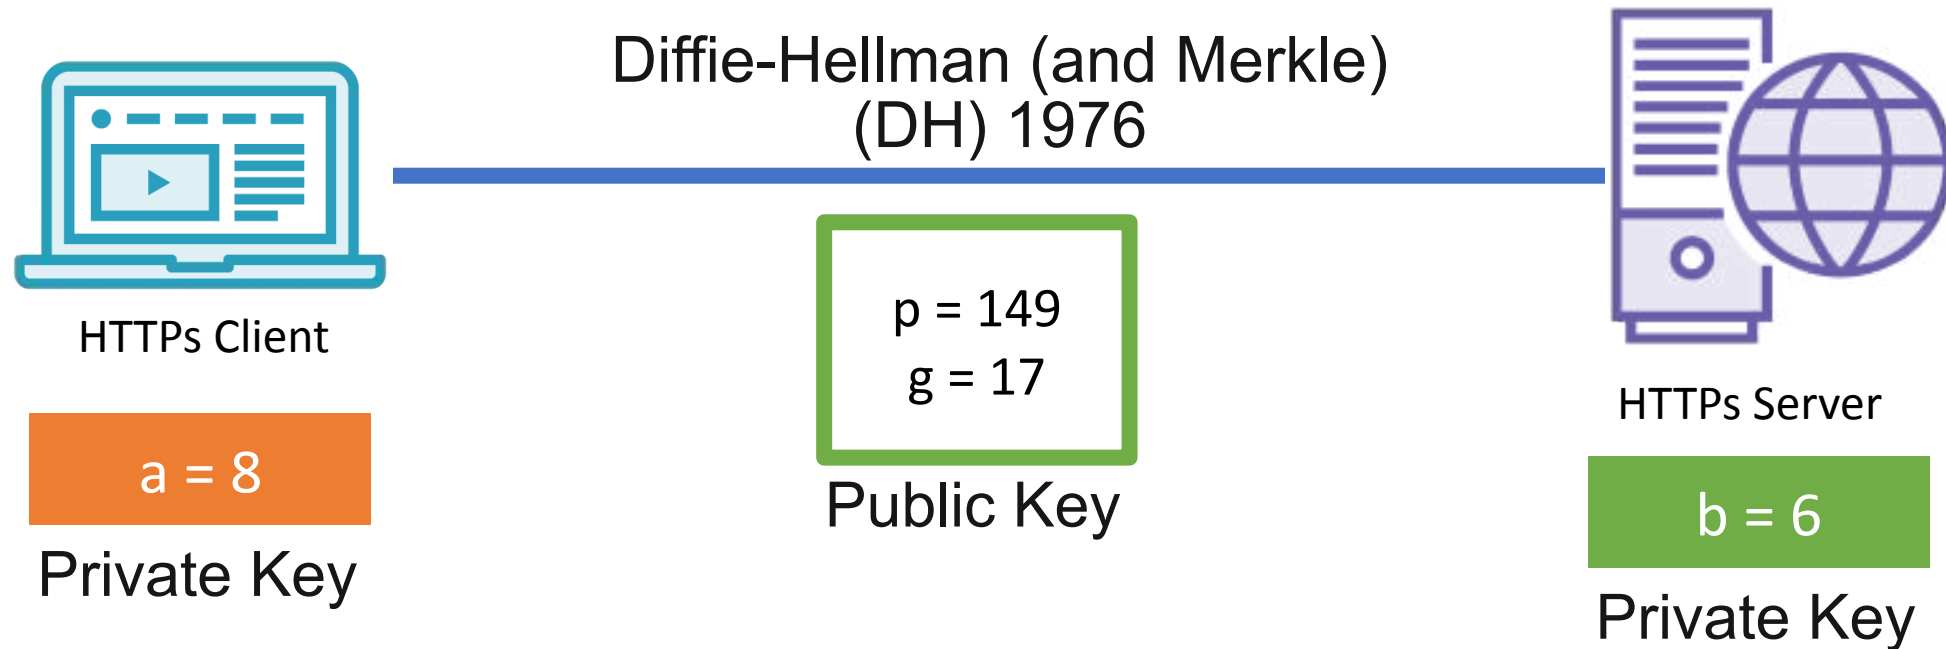 Diffie-Hellman (and Merkle)
(DH) 1976
HTTPs Client
a = 8
Private Key
p = 149
g = 17
Public Key
HTTPs Server
b = 6
Private Key